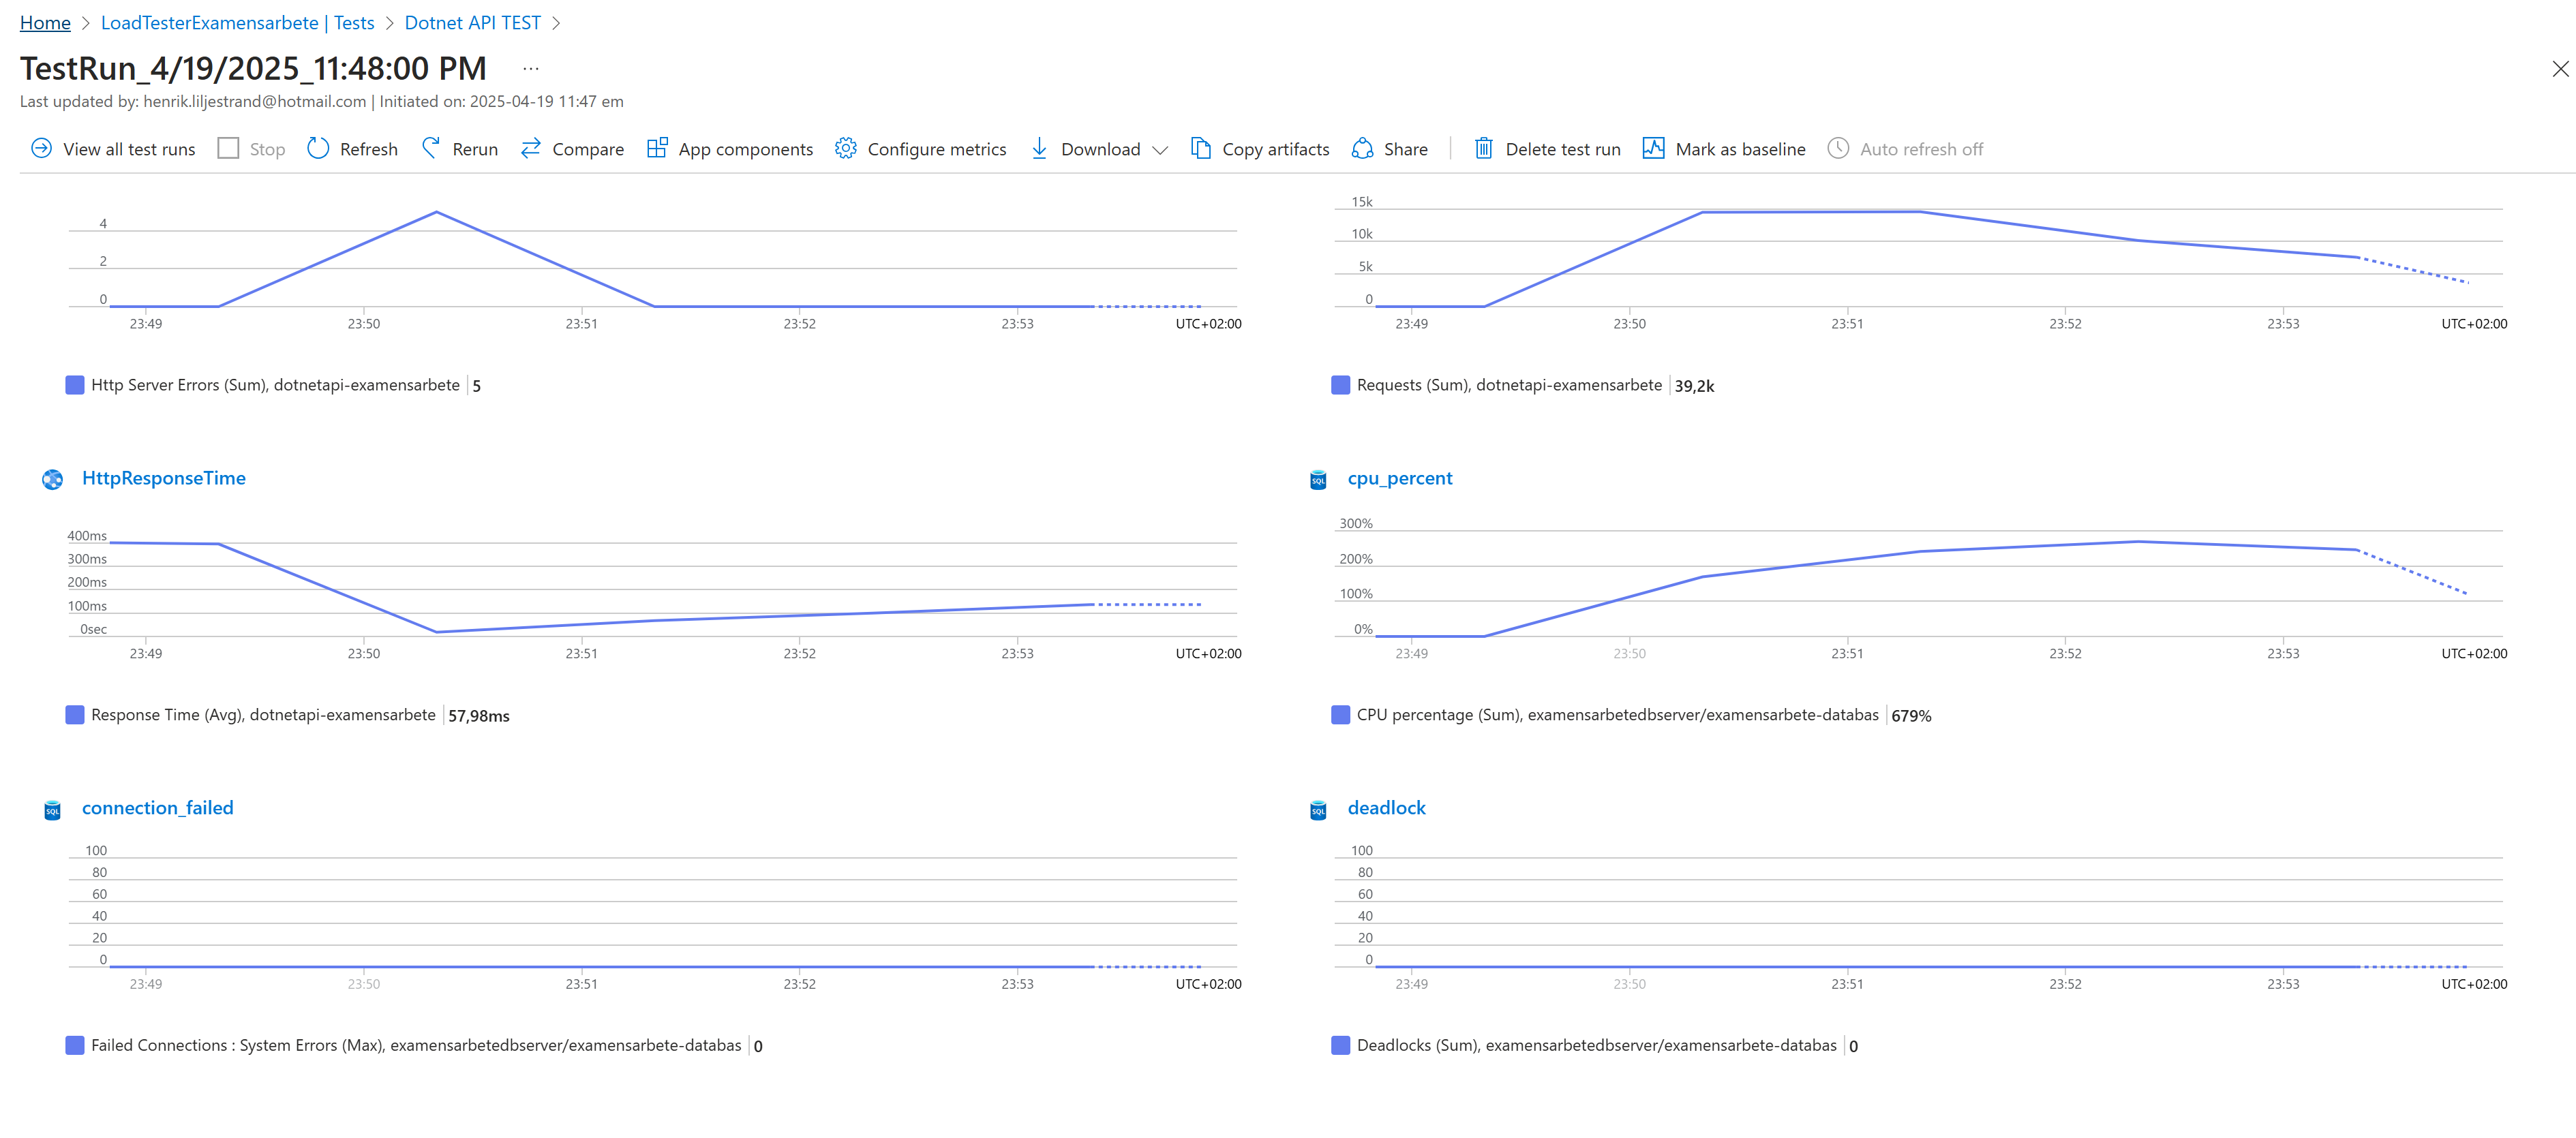 Home > LoadTesterExamensarbete | Tests > Dotnet API TEST >
TestRun_4/19/2025_11:48:00 PM ...
Last updated by: henrik.liljestrand@hotmail.com | Initiated on: 2025-04-19 11:47 em
View all test runs Stop Refresh Rerun Compare App components Configure metrics Download Copy artifacts Share Delete test run Mark as baseline Auto refresh off
4
2
0
23:49 23:50 23:51 23:52 23:53 UTC+02:00
Http Server Errors (Sum), dotnetapi-examensarbete 5
15k
10k
5k
0
23:49 23:50 23:51 23:52 23:53 UTC+02:00
Requests (Sum), dotnetapi-examensarbete 39,2k
HttpResponseTime
400ms
300ms
200ms
100ms
0sec
23:49 23:50 23:51 23:52 23:53 UTC+02:00
Response Time (Avg), dotnetapi-examensarbete 57,98ms
SQL cpu_percent
300%
200%
100%
0%
23:49 23:50 23:51 23:52 23:53 UTC+02:00
CPU percentage (Sum), examensarbetedbserver/examensarbete-databas 679%
SQL connection_failed
100
80
60
40
20
0
23:49 23:50 23:51 23:52 23:53 UTC+02:00
Failed Connections : System Errors (Max), examensarbetedbserver/examensarbete-databas 0
SQL deadlock
100
80
60
40
20
0
23:49 23:50 23:51 23:52 23:53 UTC+02:00
Deadlocks (Sum), examensarbetedbserver/examensarbete-databas 0